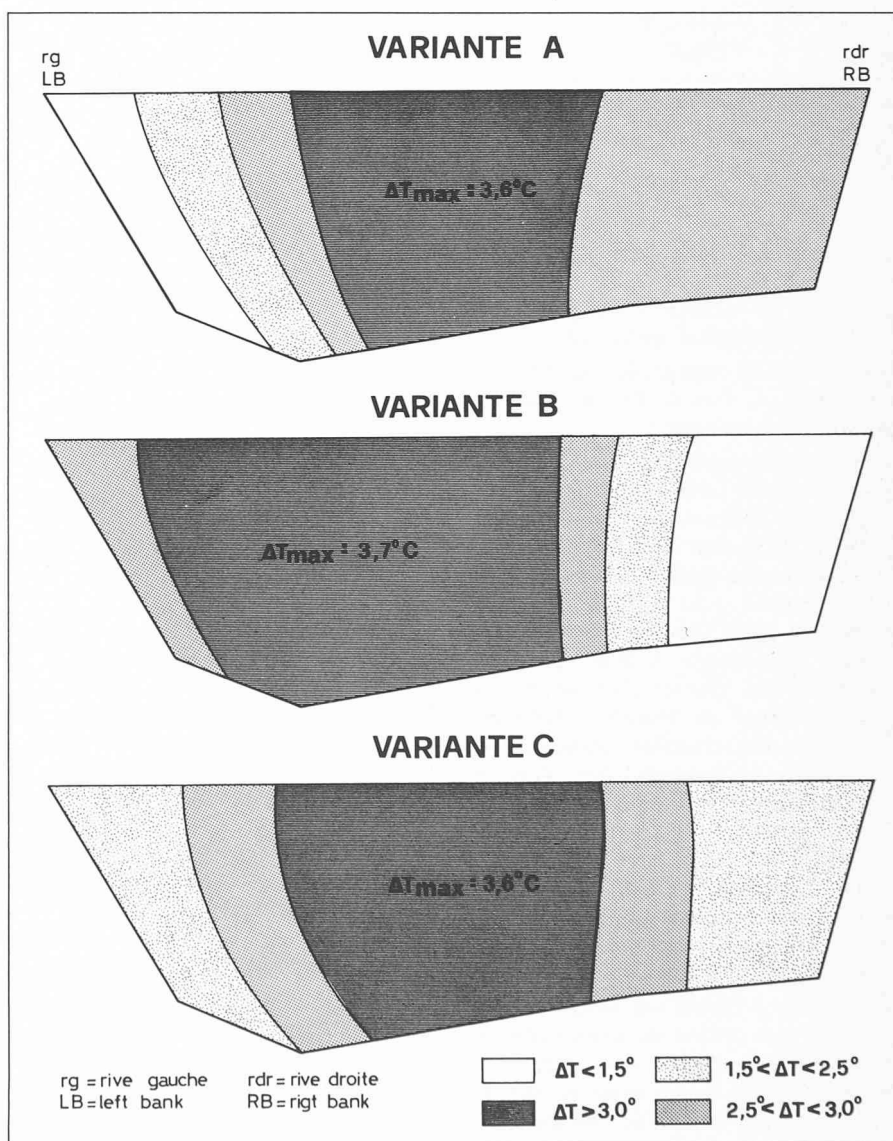 VARIANTE A
rg
LB
rdr
RB
ΔTmax = 3,6°C
VARIANTE B
ΔTmax = 3,7°C
VARIANTE C
ΔTmax = 3,6°C
rg = rive gauche
LB = left bank
rdr = rive droite
RB = rigt bank
ΔT < 1,5°
1,5° < ΔT < 2,5°
ΔT > 3,0°
2,5° < ΔT < 3,0°